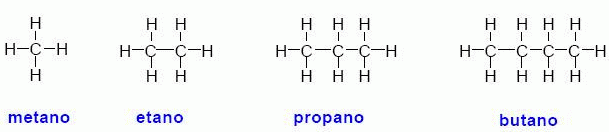 H H H H H H H H H H
H–C–H H–C–C–H H–C–C–C–H H–C–C–C–C–H
H H H H H H H H H H
metano etano propano butano